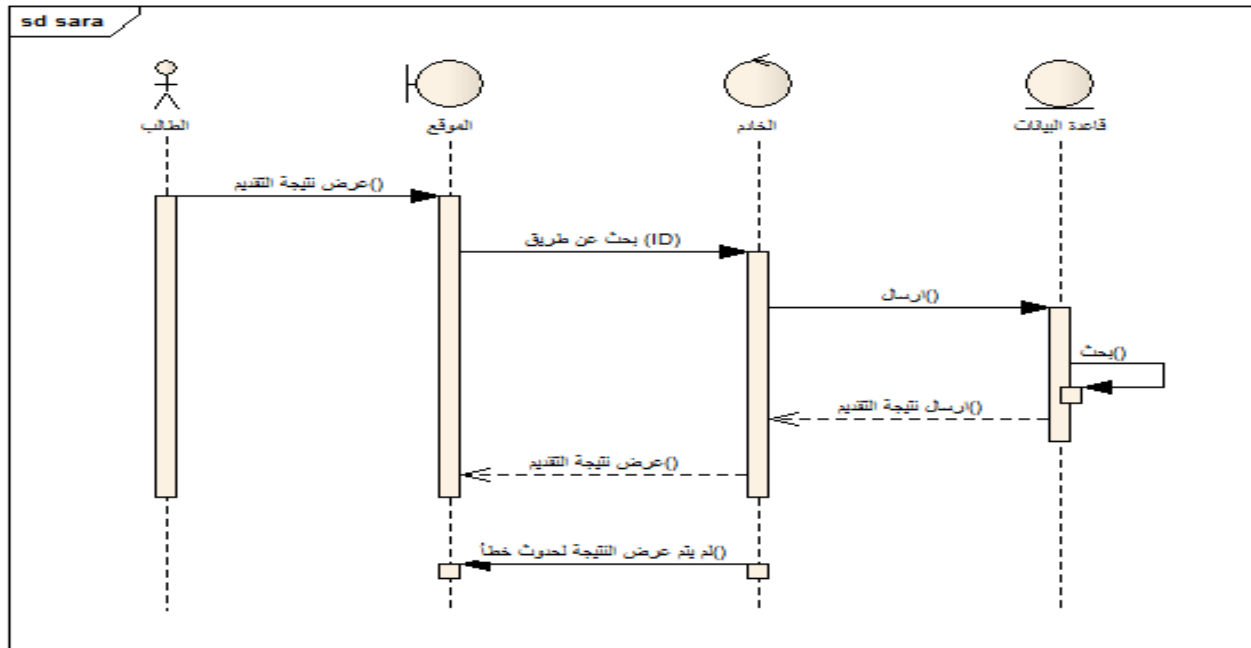 sd sara
الطالب
الموقع
الخادم
قاعدة البيانات
عرض نتيجة التقديم()
بحث عن طريق (ID)
ارسال()
بحث()
ارسال نتيجة التقديم()
عرض نتيجة التقديم()
لم يتم عرض النتيجة لحدوث خطأ()